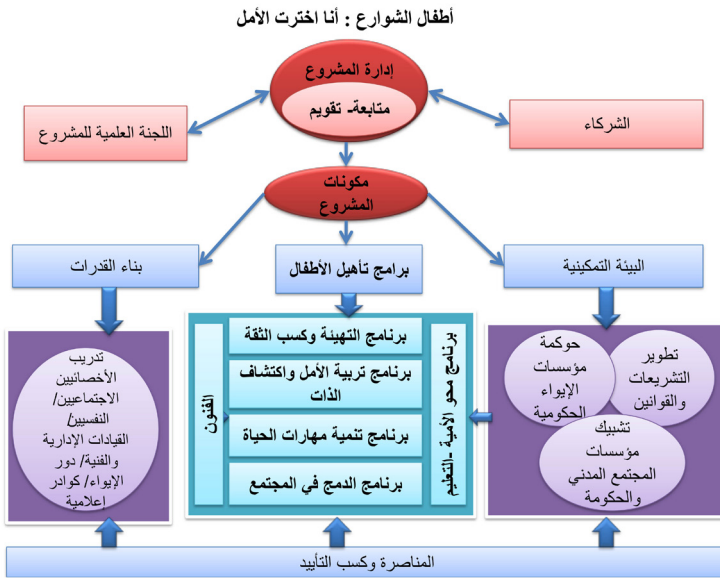 أطفال الشوارع : أنا اخترت الأمل
إدارة المشروع
متابعة- تقويم
الشركاء
اللجنة العلمية للمشروع
مكونات
المشروع
البيئة التمكينية
برامج تأهيل الأطفال
بناء القدرات
تطوير
التشريعات
والقوانين
حوكمة
مؤسسات
الإيواء
الحكومية
تشبيك
مؤسسات
المجتمع المدني
والحكومة
برنامج محو الأمية -التعليم
برنامج التهيئة وكسب الثقة
برنامج تربية الأمل واكتشاف
الذات
برنامج تنمية مهارات الحياة
برنامج الدمج في المجتمع
الفنون
تدريب
الأخصائيين
الاجتماعيين/
النفسيين/
القيادات الإدارية
والفنية/ دور
الإيواء/ كوادر
إعلامية
المناصرة وكسب التأييد